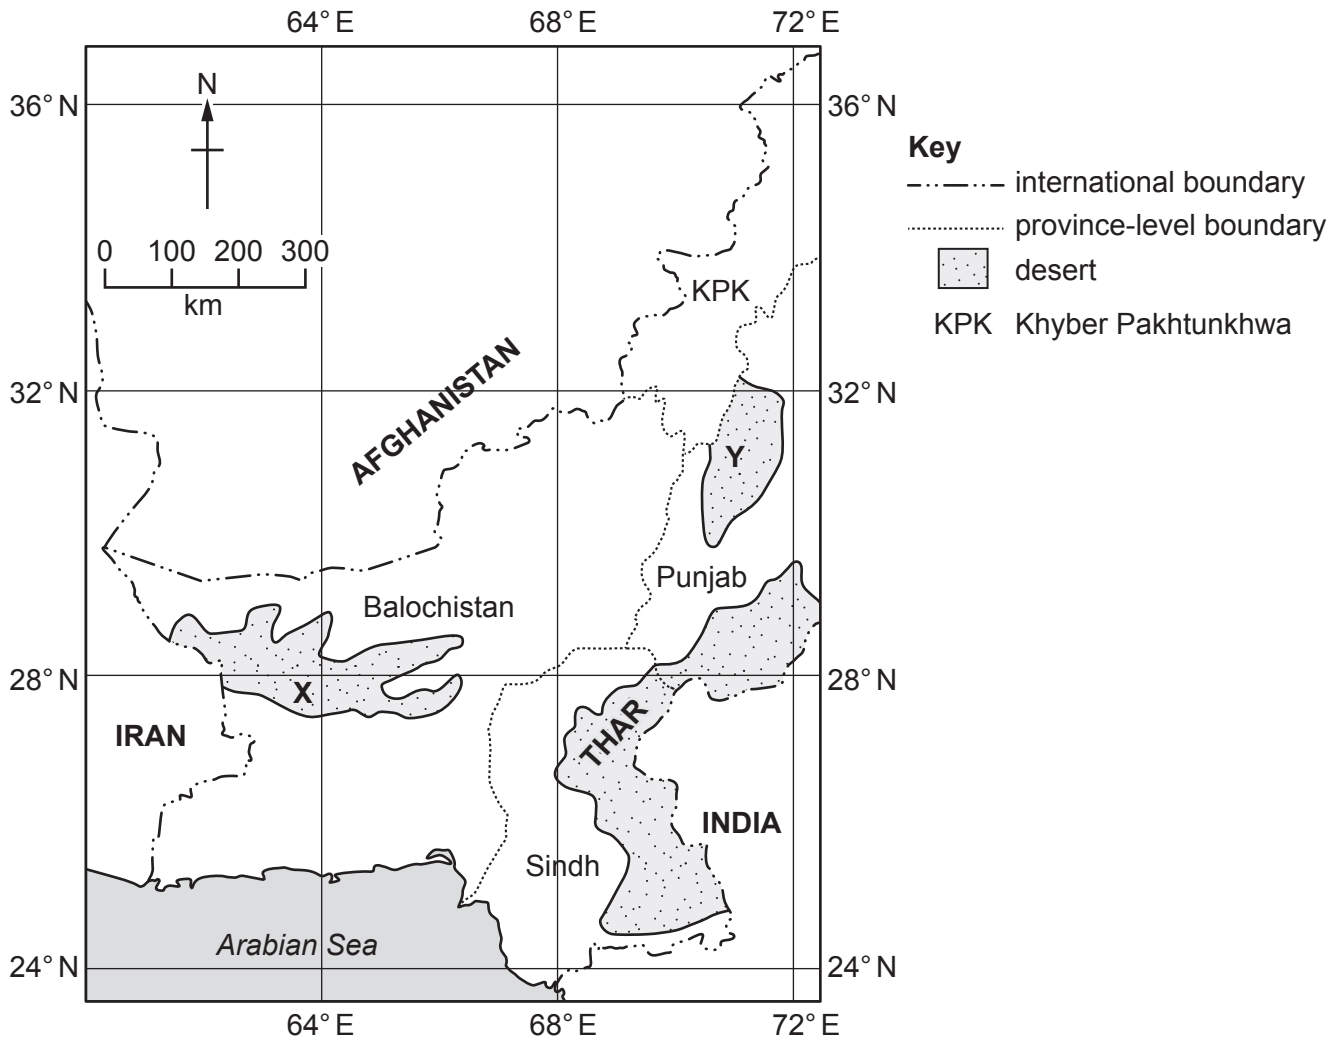 64° E 68° E 72° E
36° N 36° N
N
0 100 200 300
km
Key
international boundary
province-level boundary
desert
KPK Khyber Pakhtunkhwa
KPK
AFGHANISTAN
32° N 32° N
Y
Punjab
Balochistan
28° N 28° N
X
IRAN
THAR
INDIA
Sindh
Arabian Sea
24° N 24° N
64° E 68° E 72° E